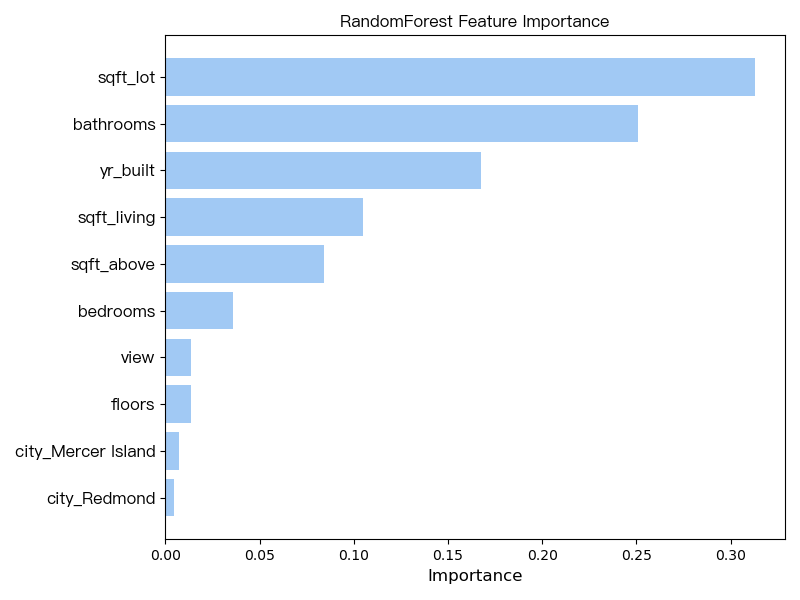 RandomForest Feature Importance
sqft_lot
bathrooms
yr_built
sqft_living
sqft_above
bedrooms
view
floors
city_Mercer Island
city_Redmond
0.00 0.05 0.10 0.15 0.20 0.25 0.30
Importance